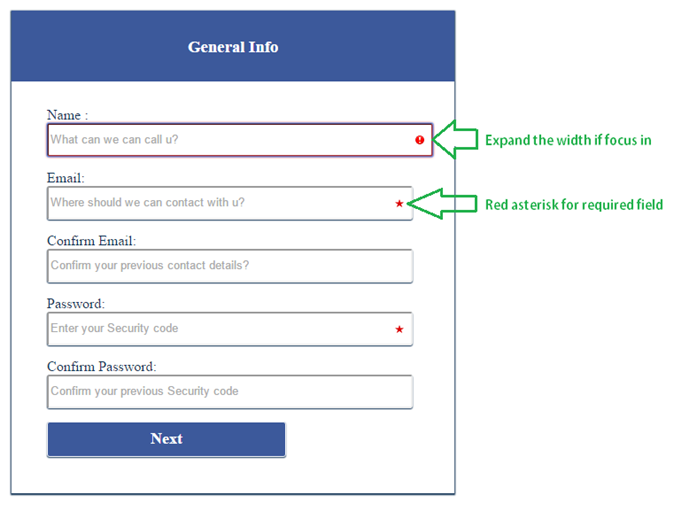 General Info
Name :
What can we can call u?
Expand the width if focus in
Email:
Where should we can contact with u?
Red asterisk for required field
Confirm Email:
Confirm your previous contact details?
Password:
Enter your Security code
Confirm Password:
Confirm your previous Security code
Next